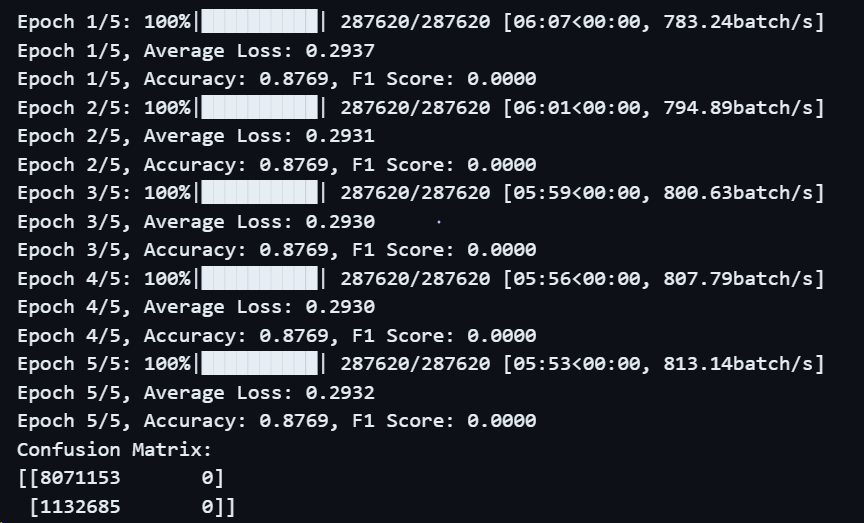 Epoch 1/5: 100%|██████████| 287620/287620 [06:07<00:00, 783.24batch/s]
Epoch 1/5, Average Loss: 0.2937
Epoch 1/5, Accuracy: 0.8769, F1 Score: 0.0000
Epoch 2/5: 100%|██████████| 287620/287620 [06:01<00:00, 794.89batch/s]
Epoch 2/5, Average Loss: 0.2931
Epoch 2/5, Accuracy: 0.8769, F1 Score: 0.0000
Epoch 3/5: 100%|██████████| 287620/287620 [05:59<00:00, 800.63batch/s]
Epoch 3/5, Average Loss: 0.2930
Epoch 3/5, Accuracy: 0.8769, F1 Score: 0.0000
Epoch 4/5: 100%|██████████| 287620/287620 [05:56<00:00, 807.79batch/s]
Epoch 4/5, Average Loss: 0.2930
Epoch 4/5, Accuracy: 0.8769, F1 Score: 0.0000
Epoch 5/5: 100%|██████████| 287620/287620 [05:53<00:00, 813.14batch/s]
Epoch 5/5, Average Loss: 0.2932
Epoch 5/5, Accuracy: 0.8769, F1 Score: 0.0000
Confusion Matrix:
[[8071153       0]
 [1132685       0]]